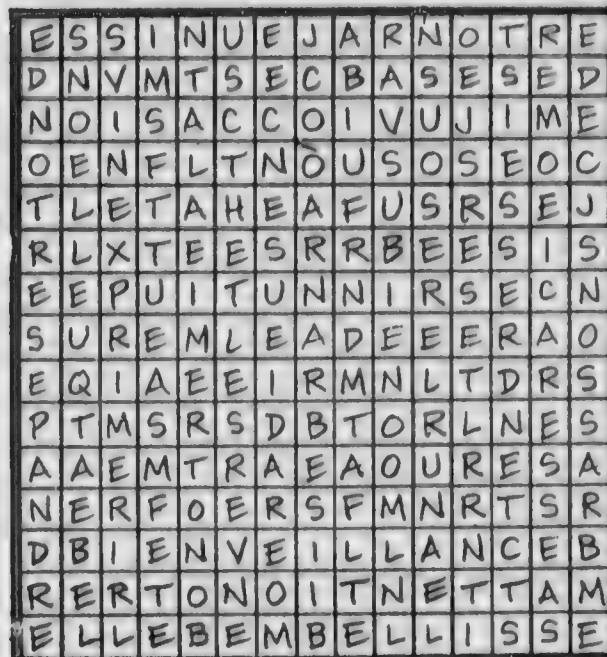 ESSINUEJARNOTRE
DNVMTSECBASESED
NOISACCOIVUJIME
OENFLTNOUSOSEOC
TLETAHEAFUSRSEJ
RLXTEESRRBEESIS
EEPUITUNNIRSECN
SUREMLEADEEERAO
EQIAEEIRMNLTDRS
PTMSRSDBTORLNES
AAEMTRAEAOURESA
NERFOERSFMNRTSR
DBIENVEILLANCEB
RERTONOITNETTAM
ELLEBEMBELLISSE